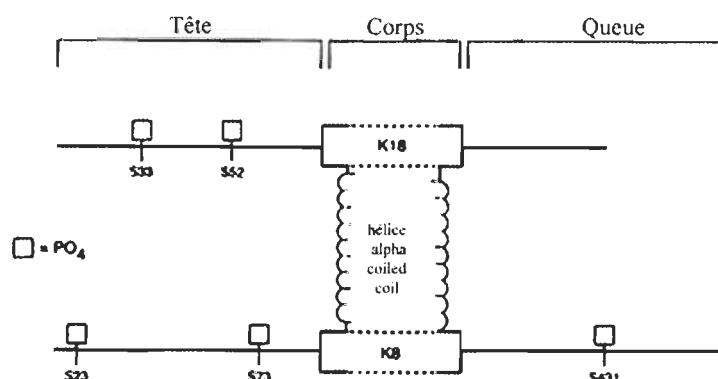 Tête Corps Queue
K18
S33 S52
hélice
alpha
coiled
coil
= PO4
K8
S23 S73 S431